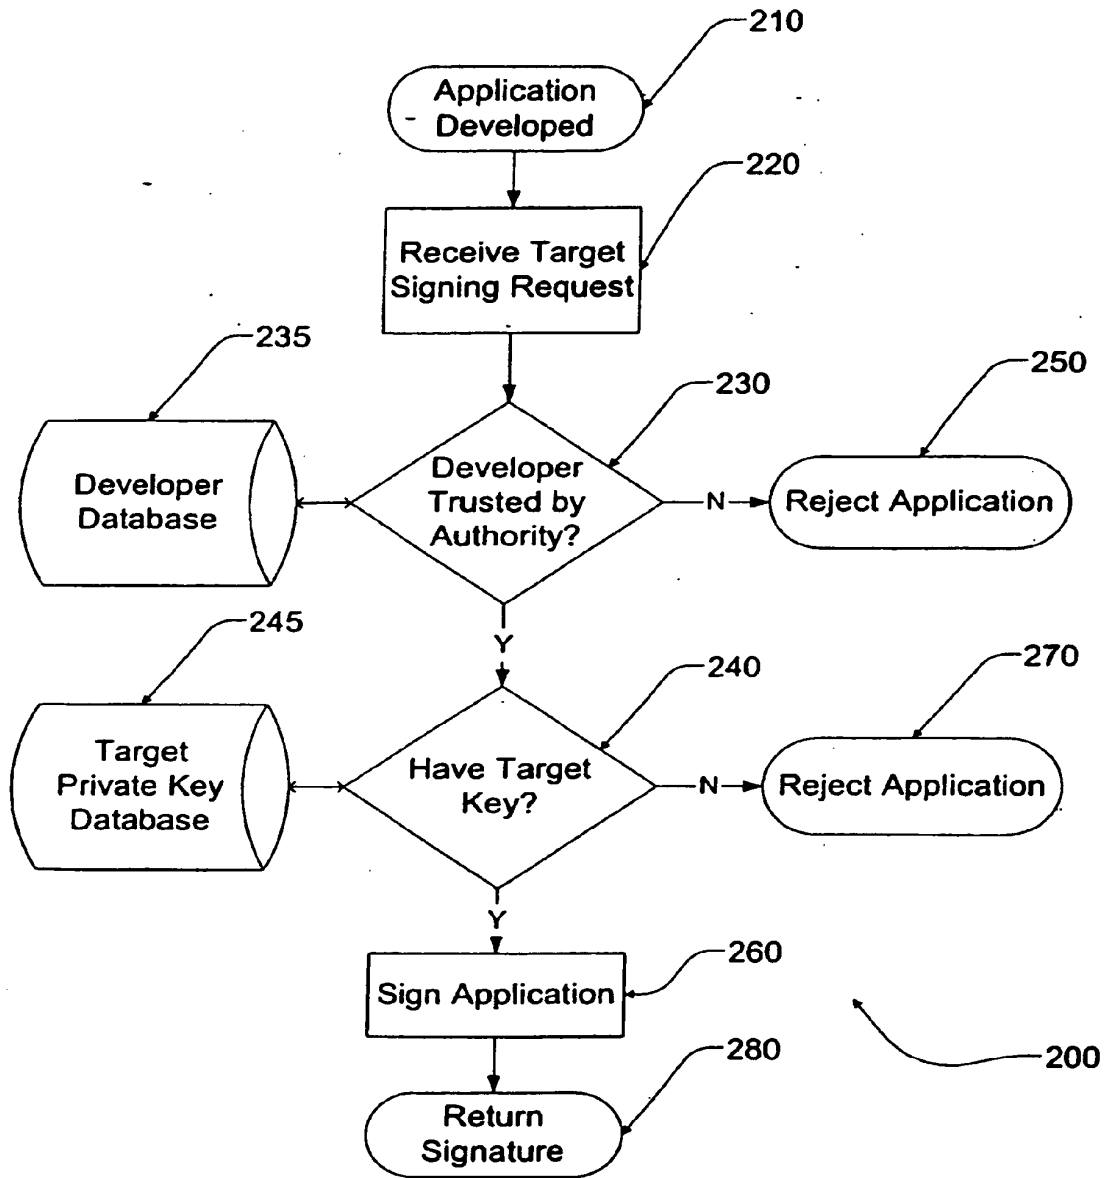 210
Application
Developed
220
Receive Target
Signing Request
235
230
250
Developer
Database
Developer
Trusted by
Authority?
N
Reject Application
Y
245
240
270
Target
Private Key
Database
Have Target
Key?
N
Reject Application
Y
260
Sign Application
280
200
Return
Signature